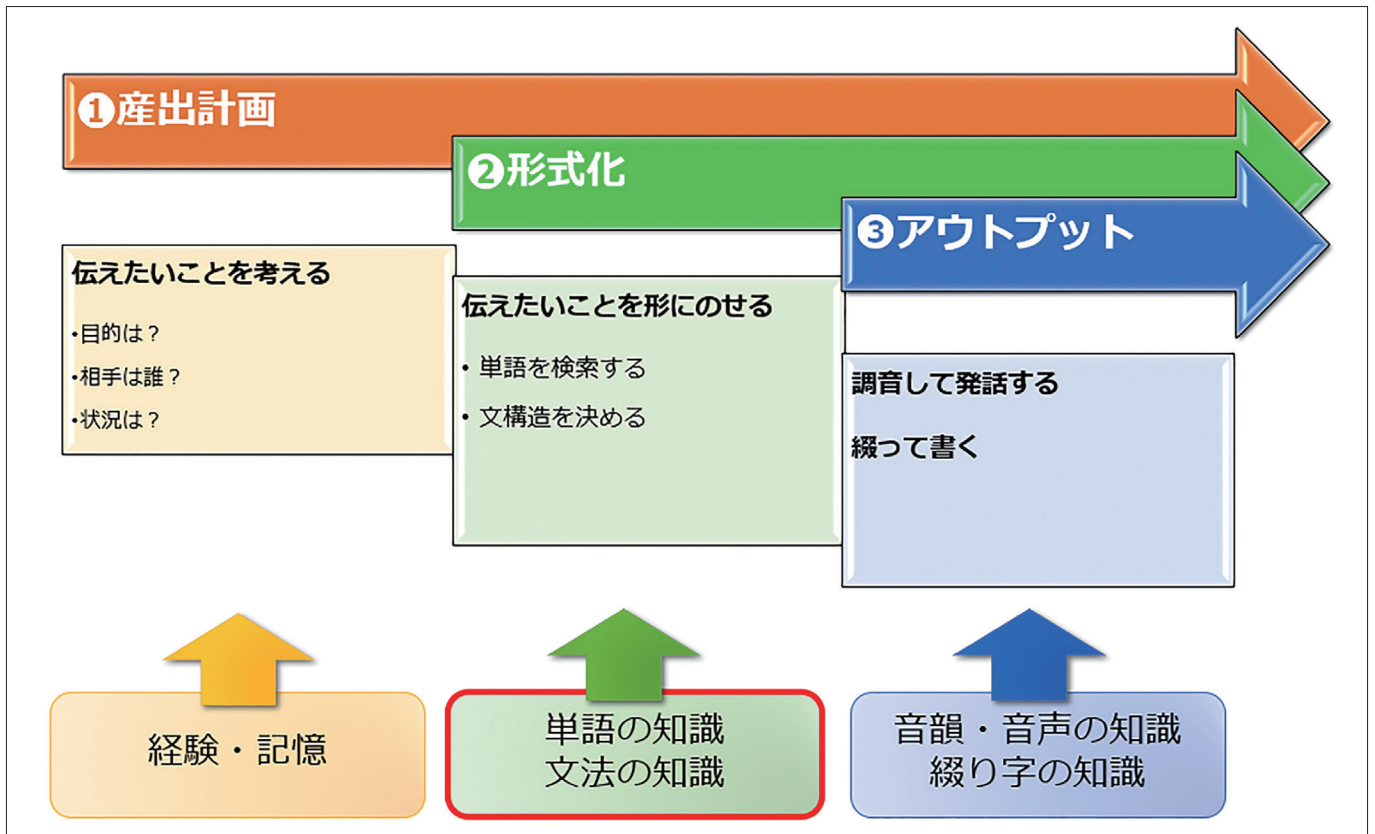 ❶産出計画
❷形式化
❸アウトプット
伝えたいことを考える
・目的は？
・相手は誰？
・状況は？
伝えたいことを形にのせる
・ 単語を検索する
・ 文構造を決める
調音して発話する
綴って書く
経験・記憶
単語の知識
文法の知識
音韻・音声の知識
綴り字の知識